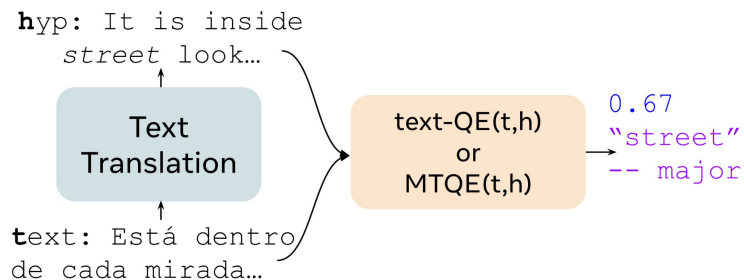 hyp: It is inside
street look…
Text
Translation
text: Está dentro
de cada mirada…
text-QE(t,h)
or
MTQE(t,h)
0.67
“street”
-- major